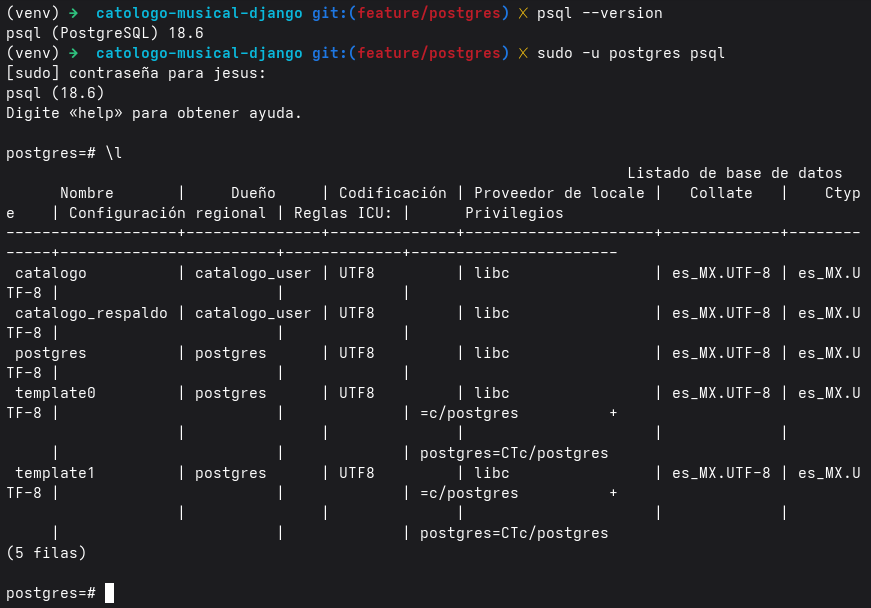 (venv) → catologo-musical-django git:(feature/postgres) ✗ psql --version
psql (PostgreSQL) 18.6
(venv) → catologo-musical-django git:(feature/postgres) ✗ sudo -u postgres psql
[sudo] contraseña para jesus:
psql (18.6)
Digite «help» para obtener ayuda.
postgres=# \l
Listado de base de datos
Nombre | Dueño | Codificación | Proveedor de locale | Collate | Ctyp
e | Configuración regional | Reglas ICU: | Privilegios
-------------------+---------------+--------------+---------------------+-------------+--------
-----+------------------------+-------------+-----------------------
catalogo | catalogo_user | UTF8 | libc | es_MX.UTF-8 | es_MX.U
TF-8 | | |
catalogo_respaldo | catalogo_user | UTF8 | libc | es_MX.UTF-8 | es_MX.U
TF-8 | | |
postgres | postgres | UTF8 | libc | es_MX.UTF-8 | es_MX.U
TF-8 | | |
template0 | postgres | UTF8 | libc | es_MX.UTF-8 | es_MX.U
TF-8 | | | =c/postgres +
| | | | |
| | | postgres=CTc/postgres
template1 | postgres | UTF8 | libc | es_MX.UTF-8 | es_MX.U
TF-8 | | | =c/postgres +
| | | | |
| | | postgres=CTc/postgres
(5 filas)
postgres=#